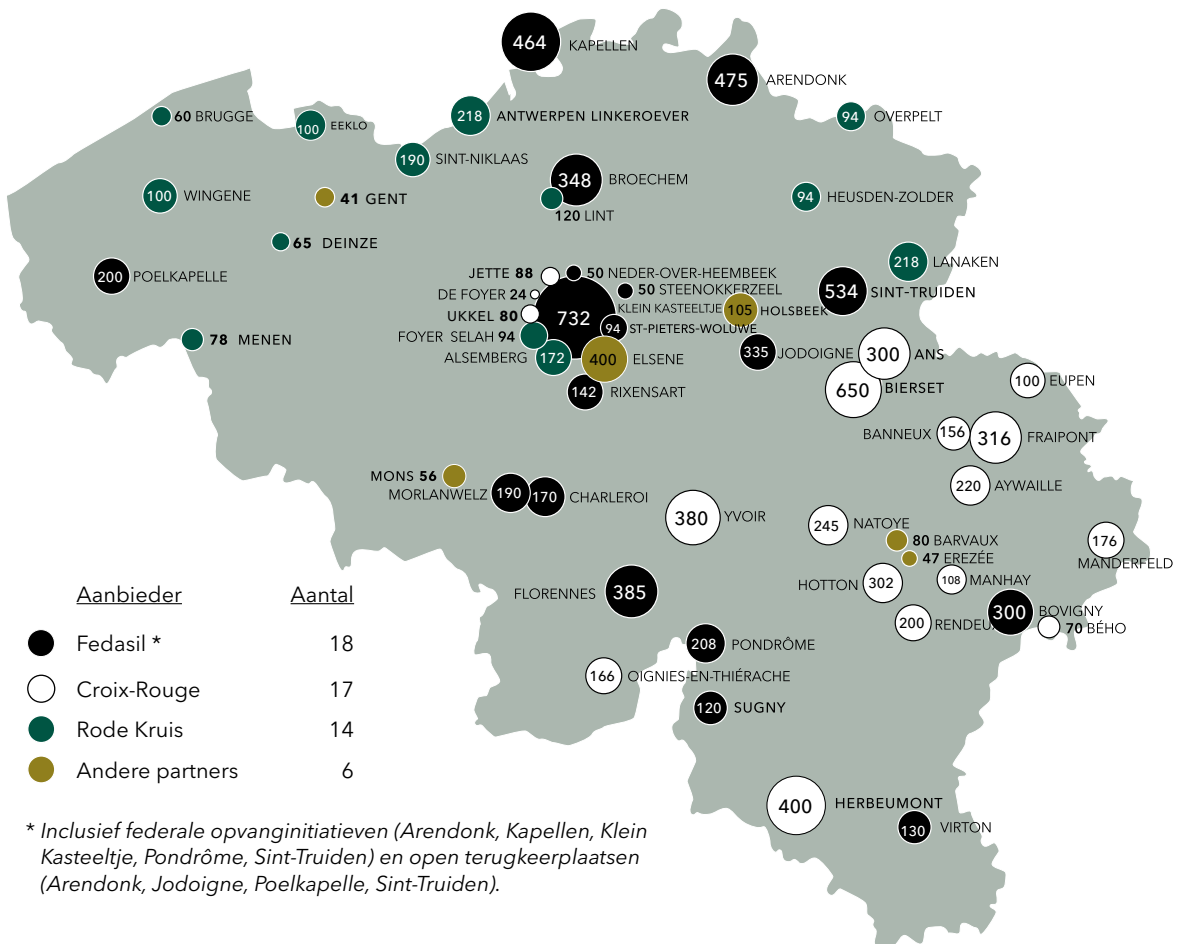 464 KAPELLEN
475 ARENDONK
60 BRUGGE
100 EEKLO
218 ANTWERPEN LINKEROEVER
94 OVERPELT
190 SINT-NIKLAAS
348 BROECHEM
100 WINGENE
41 GENT
120 LINT
94 HEUSDEN-ZOLDER
65 DEINZE
200 POELKAPELLE
218 LANAKEN
JETTE 88
50 NEDER-OVER-HEEMBEEK
DE FOYER 24
50 STEENOKKERZEEL
534 SINT-TRUIDEN
UKKEL 80
732 KLEIN KASTEELTJE
105 HOLSBEEK
FOYER SELAH 94
94 ST-PIETERS-WOLUWE
78 MENEN
ALSEMBERG 172
400 ELSENE
335 JODOIGNE
300 ANS
142 RIXENSART
650 BIERSET
100 EUPEN
BANNEUX 156
316 FRAIPONT
MONS 56
MORLANWELZ 190
170 CHARLEROI
220 AYWAILLE
380 YVOIR
245 NATOYE
80 BARVAUX
176
MANDERFELD
47 EREZÉE
HOTTON 302
108 MANHAY
FLORENNES 385
200 RENDEU
300 BOVIGNY
70 BÉHO
208 PONDRÔME
166 OIGNIES-EN-THIÉRACHE
120 SUGNY
400 HERBEUMONT
130 VIRTON
Aanbieder Aantal
Fedasil * 18
Croix-Rouge 17
Rode Kruis 14
Andere partners 6
* Inclusief federale opvanginitiatieven (Arendonk, Kapellen, Klein
Kasteeltje, Pondrôme, Sint-Truiden) en open terugkeerplaatsen
(Arendonk, Jodoigne, Poelkapelle, Sint-Truiden).